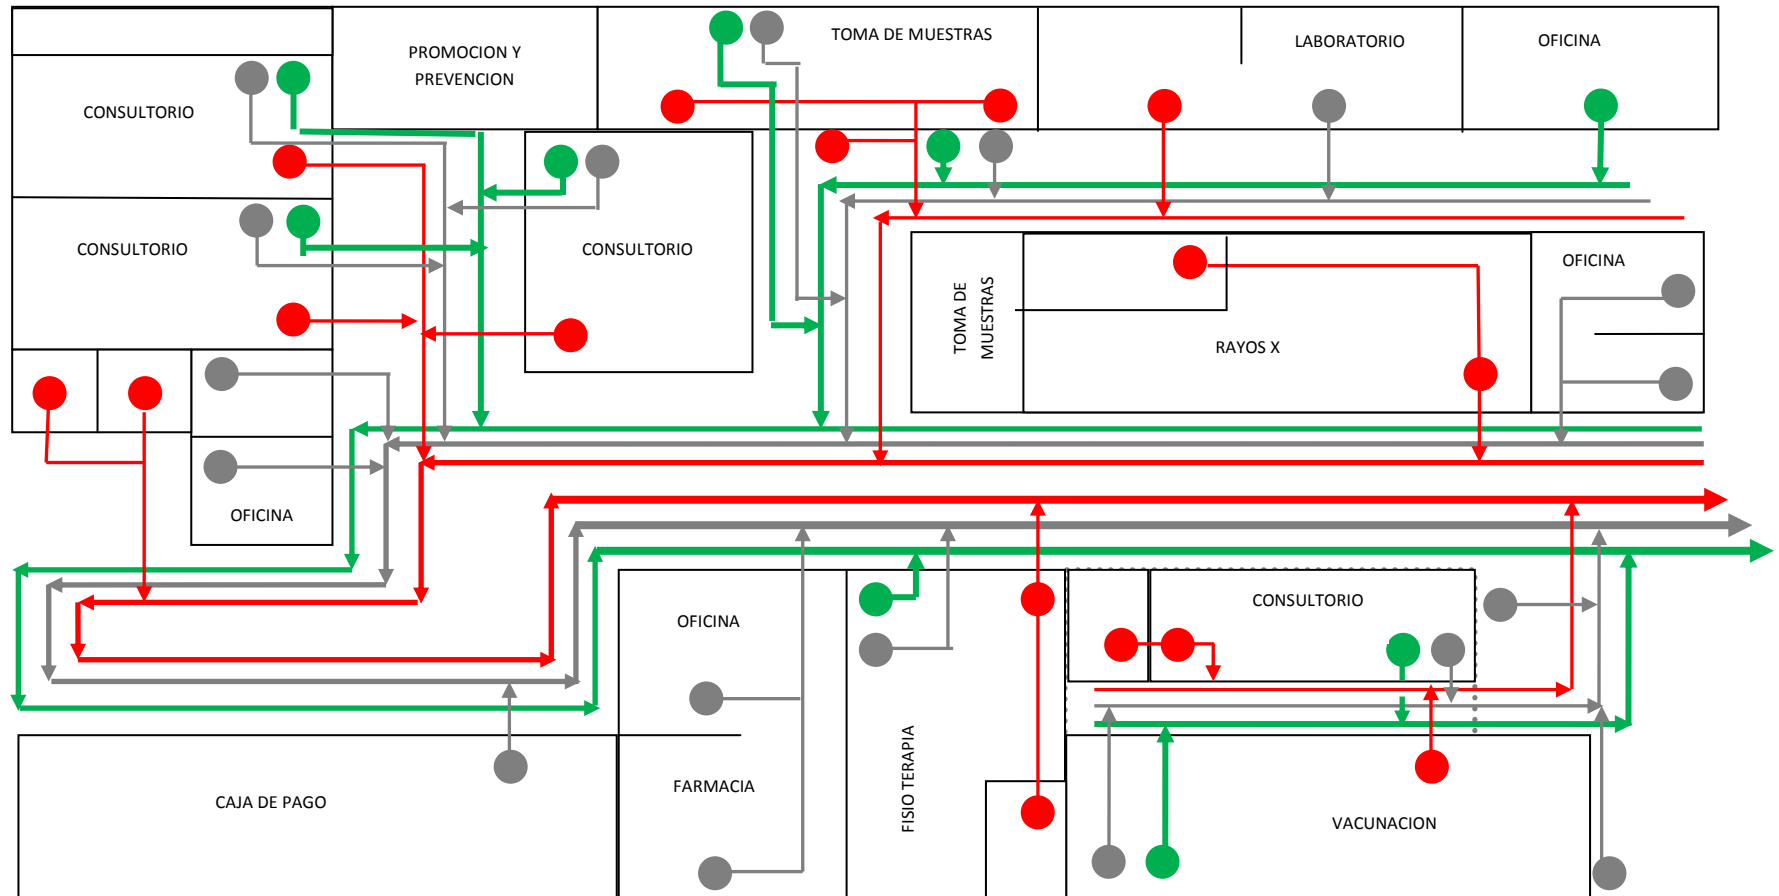 PROMOCION Y
PREVENCION
TOMA DE MUESTRAS
LABORATORIO
OFICINA
CONSULTORIO
CONSULTORIO
CONSULTORIO
TOMA DE
MUESTRAS
RAYOS X
OFICINA
OFICINA
OFICINA
CONSULTORIO
FARMACIA
FISIO TERAPIA
CAJA DE PAGO
VACUNACION